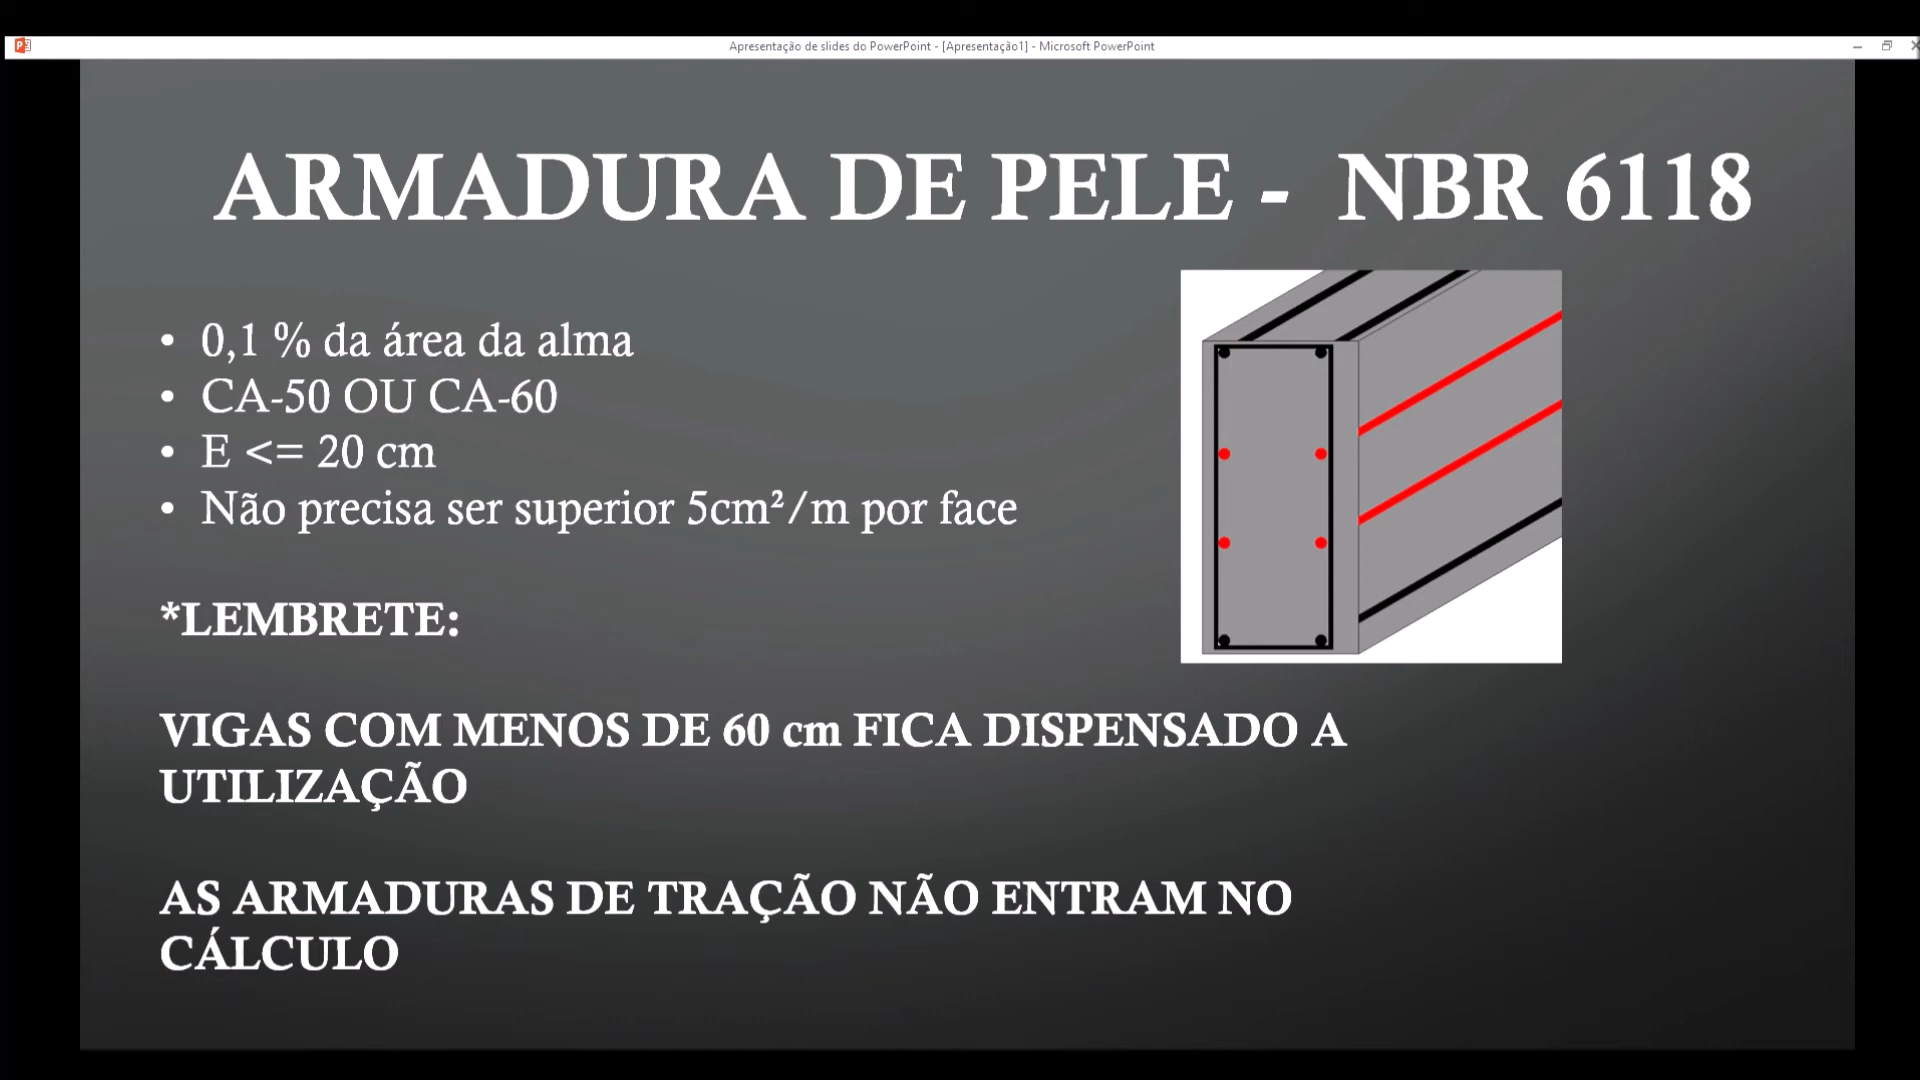 Apresentação de slides do PowerPoint - [Apresentação1] - Microsoft PowerPoint
ARMADURA DE PELE - NBR 6118
• 0,1 % da área da alma
• CA-50 OU CA-60
• E <= 20 cm
• Não precisa ser superior 5cm²/m por face
*LEMBRETE:
VIGAS COM MENOS DE 60 cm FICA DISPENSADO A
UTILIZAÇÃO
AS ARMADURAS DE TRAÇÃO NÃO ENTRAM NO
CÁLCULO